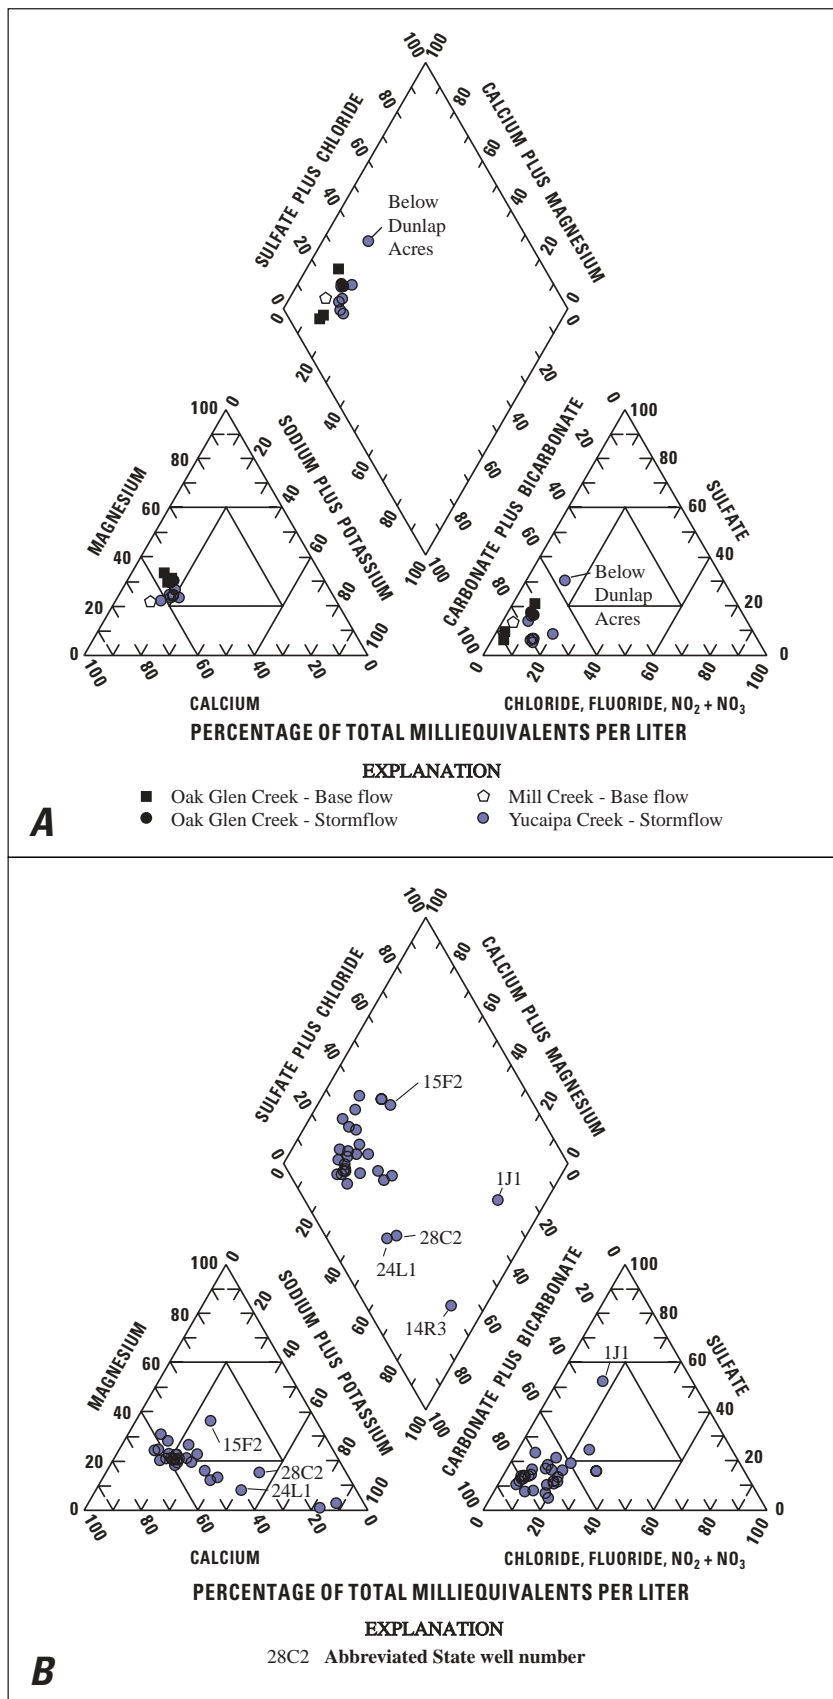 100 100
80 80
60 60
40 40
20 20
0 0
0 0
20 20
40 40
60 60
80 80
100 100
SULFATE PLUS CHLORIDE
CALCIUM PLUS MAGNESIUM
Below
Dunlap
Acres
100 0
80 20
60 40
40 60
20 80
0 100
100 80 60 40 20 0
MAGNESIUM
SODIUM PLUS POTASSIUM
CALCIUM
0 100
20 80
40 60
60 40
80 20
100 0
0 20 40 60 80 100
CARBONATE PLUS BICARBONATE
SULFATE
Below
Dunlap
Acres
CHLORIDE, FLUORIDE, NO2 + NO3
PERCENTAGE OF TOTAL MILLIEQUIVALENTS PER LITER
EXPLANATION
Oak Glen Creek - Base flow
Mill Creek - Base flow
Oak Glen Creek - Stormflow
Yucaipa Creek - Stormflow
A
100 100
80 80
60 60
40 40
20 20
0 0
0 0
20 20
40 40
60 60
80 80
100 100
SULFATE PLUS CHLORIDE
CALCIUM PLUS MAGNESIUM
15F2
1J1
28C2
24L1
14R3
100 0
80 20
60 40
40 60
20 80
0 100
100 80 60 40 20 0
MAGNESIUM
SODIUM PLUS POTASSIUM
15F2
28C2
24L1
CALCIUM
0 100
20 80
40 60
60 40
80 20
100 0
0 20 40 60 80 100
CARBONATE PLUS BICARBONATE
SULFATE
1J1
CHLORIDE, FLUORIDE, NO2 + NO3
PERCENTAGE OF TOTAL MILLIEQUIVALENTS PER LITER
EXPLANATION
28C2 Abbreviated State well number
B